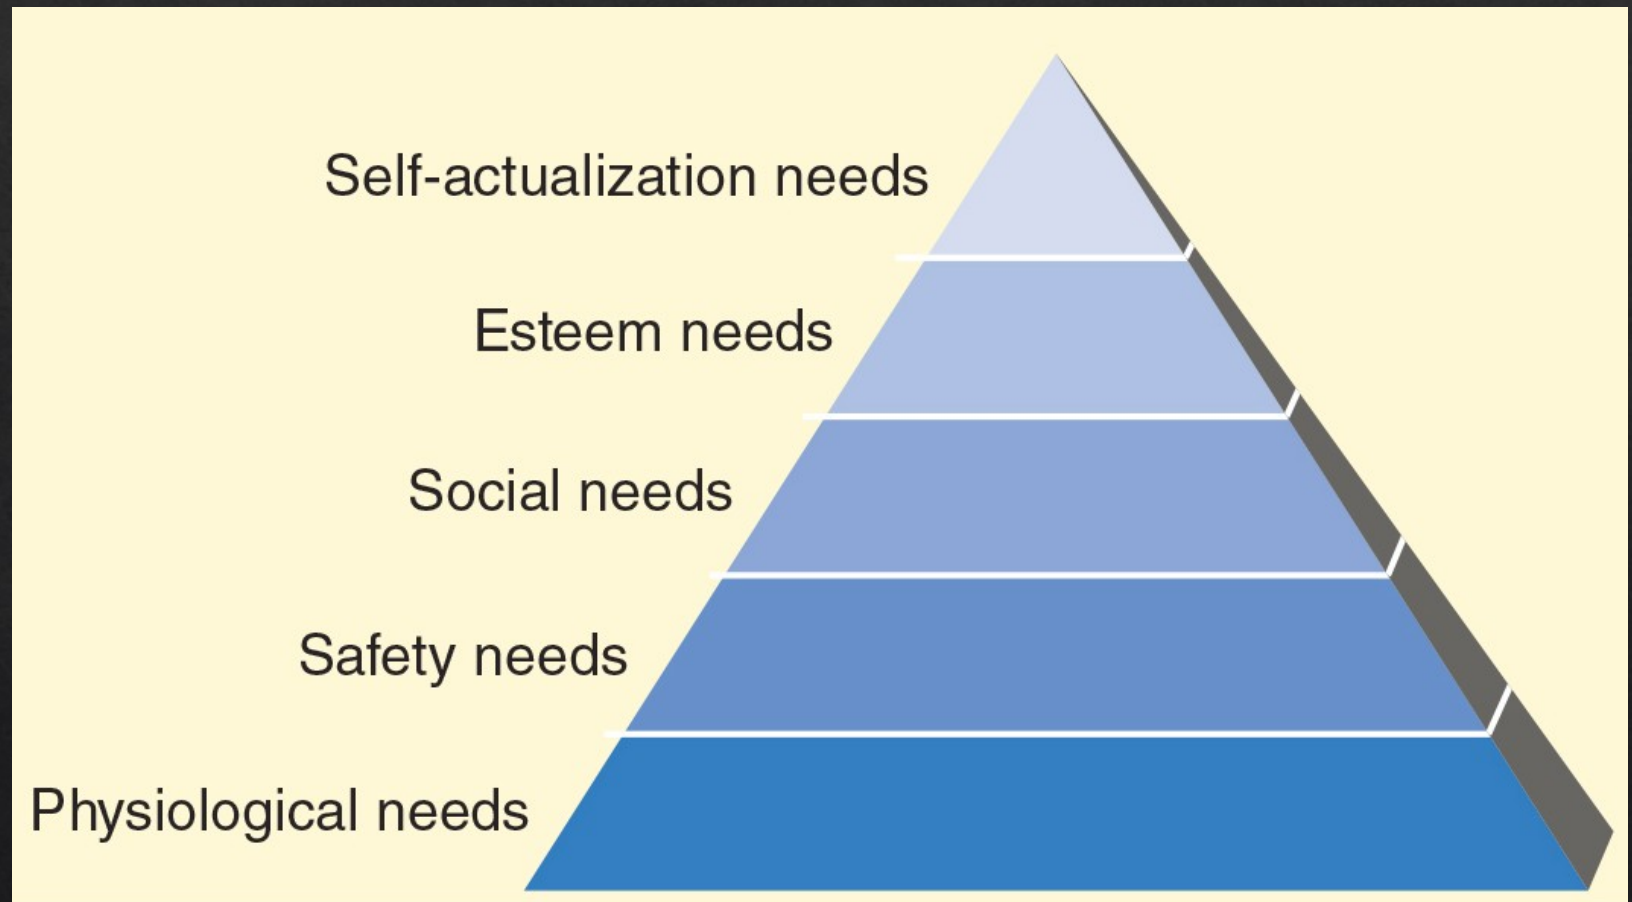 Self-actualization needs
Esteem needs
Social needs
Safety needs
Physiological needs